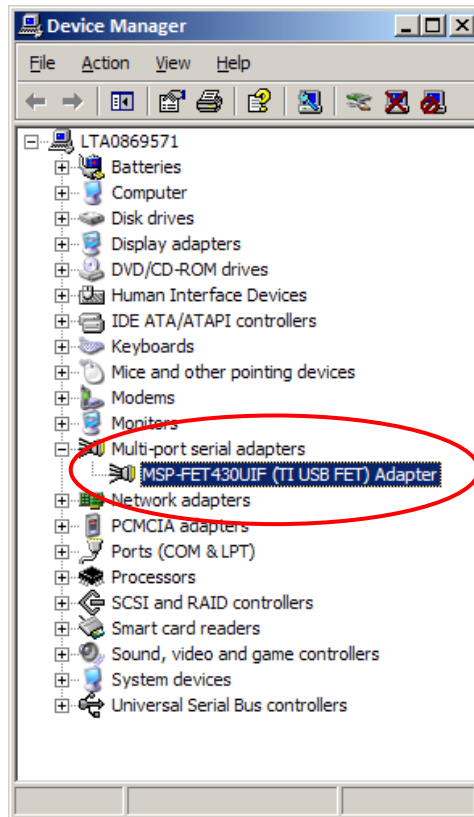 Device Manager
File Action View Help
LTA0869571
Batteries
Computer
Disk drives
Display adapters
DVD/CD-ROM drives
Human Interface Devices
IDE ATA/ATAPI controllers
Keyboards
Mice and other pointing devices
Modems
Monitors
Multi-port serial adapters
MSP-FET430UIF (TI USB FET) Adapter
Network adapters
PCMCIA adapters
Ports (COM & LPT)
Processors
SCSI and RAID controllers
Smart card readers
Sound, video and game controllers
System devices
Universal Serial Bus controllers